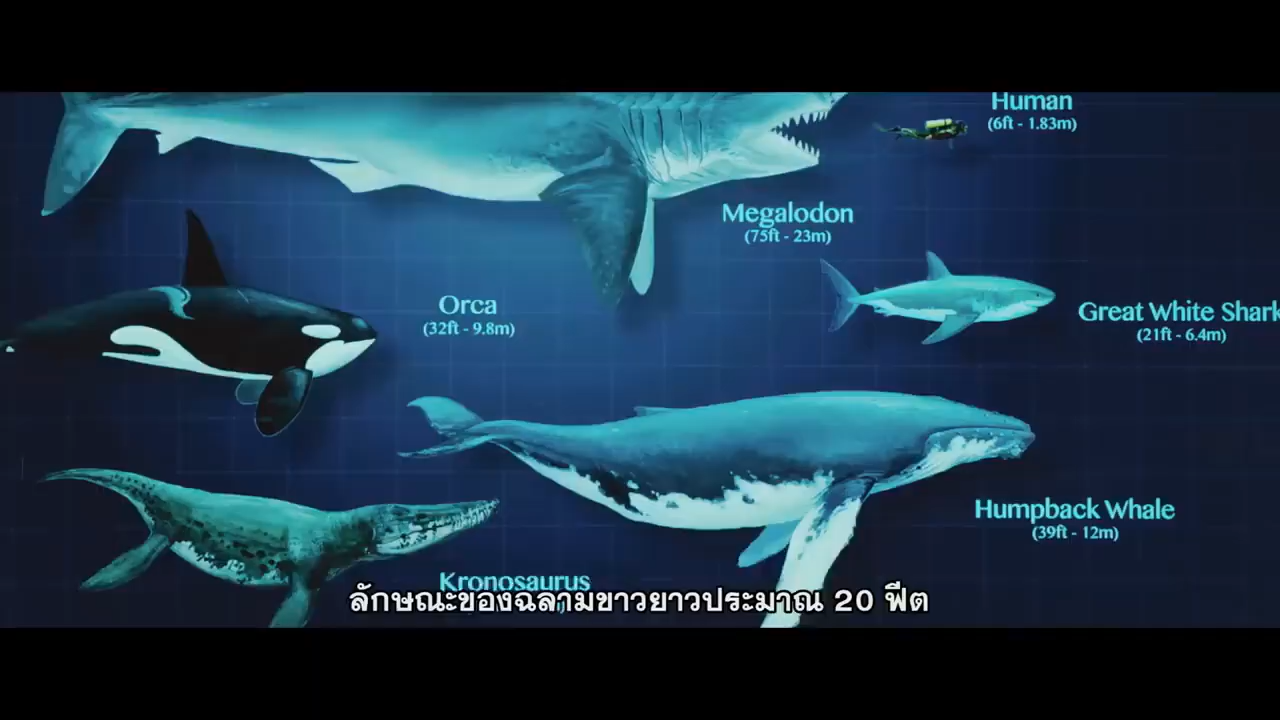 Human
(6ft - 1.83m)
Megalodon
(75ft - 23m)
Orca
(32ft - 9.8m)
Great White Shark
(21ft - 6.4m)
Humpback Whale
(39ft - 12m)
Kronosaurus
ลักษณะของฉลามขาวยาวประมาณ 20 ฟีต